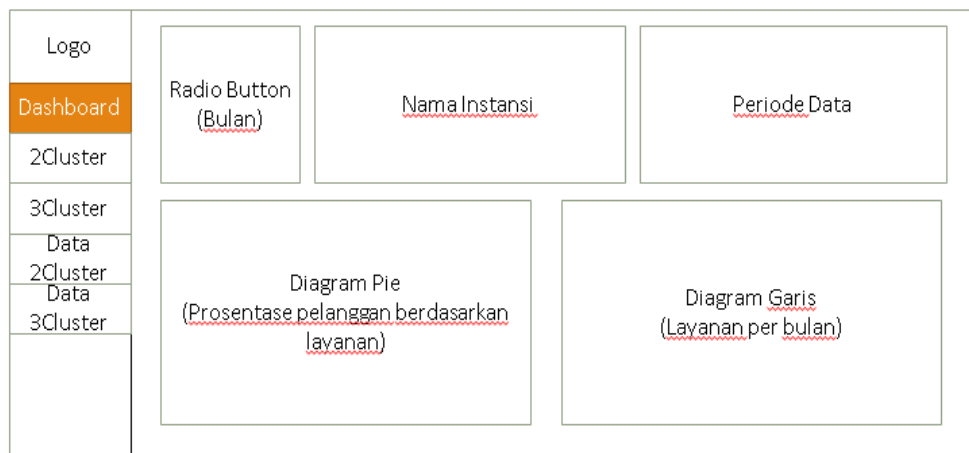 Logo
Dashboard
2Cluster
3Cluster
Data
2Cluster
Data
3Cluster
Radio Button
(Bulan)
Nama Instansi
Periode Data
Diagram Pie
(Prosentase pelanggan berdasarkan
layanan)
Diagram Garis
(Layanan per bulan)